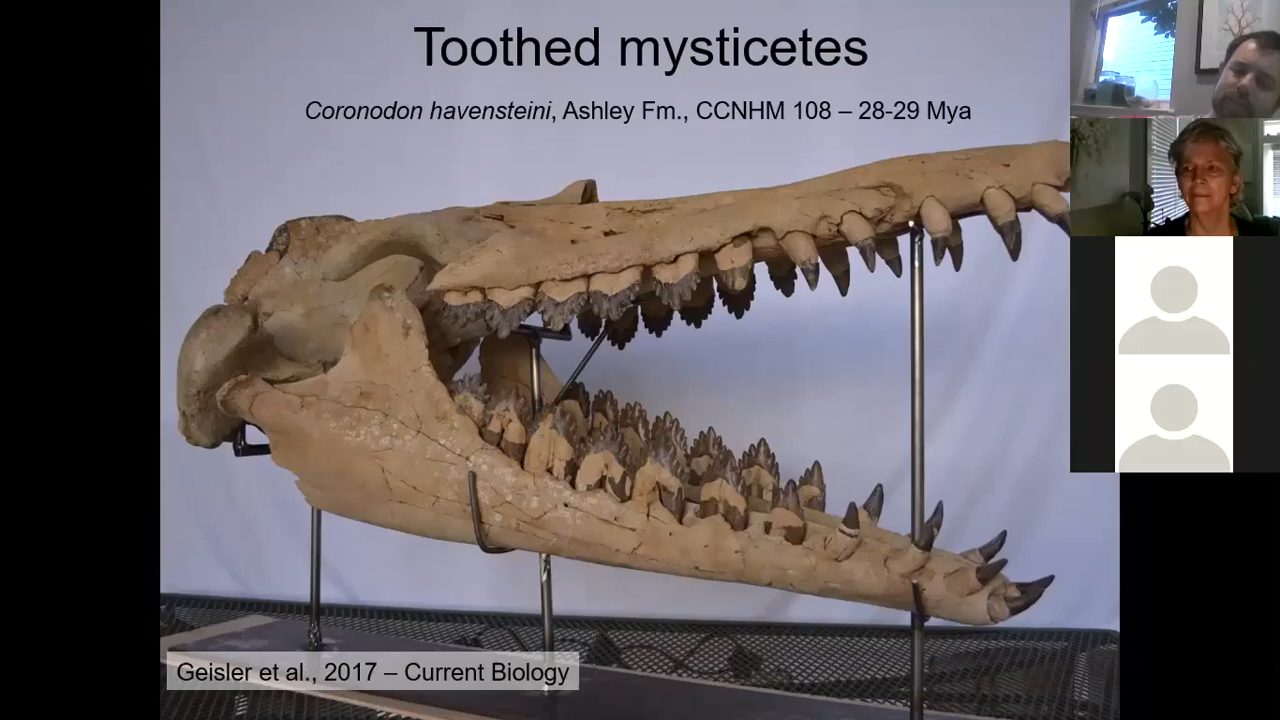 Toothed mysticetes
Coronodon havensteini, Ashley Fm., CCNHM 108 – 28-29 Mya
Geisler et al., 2017 – Current Biology